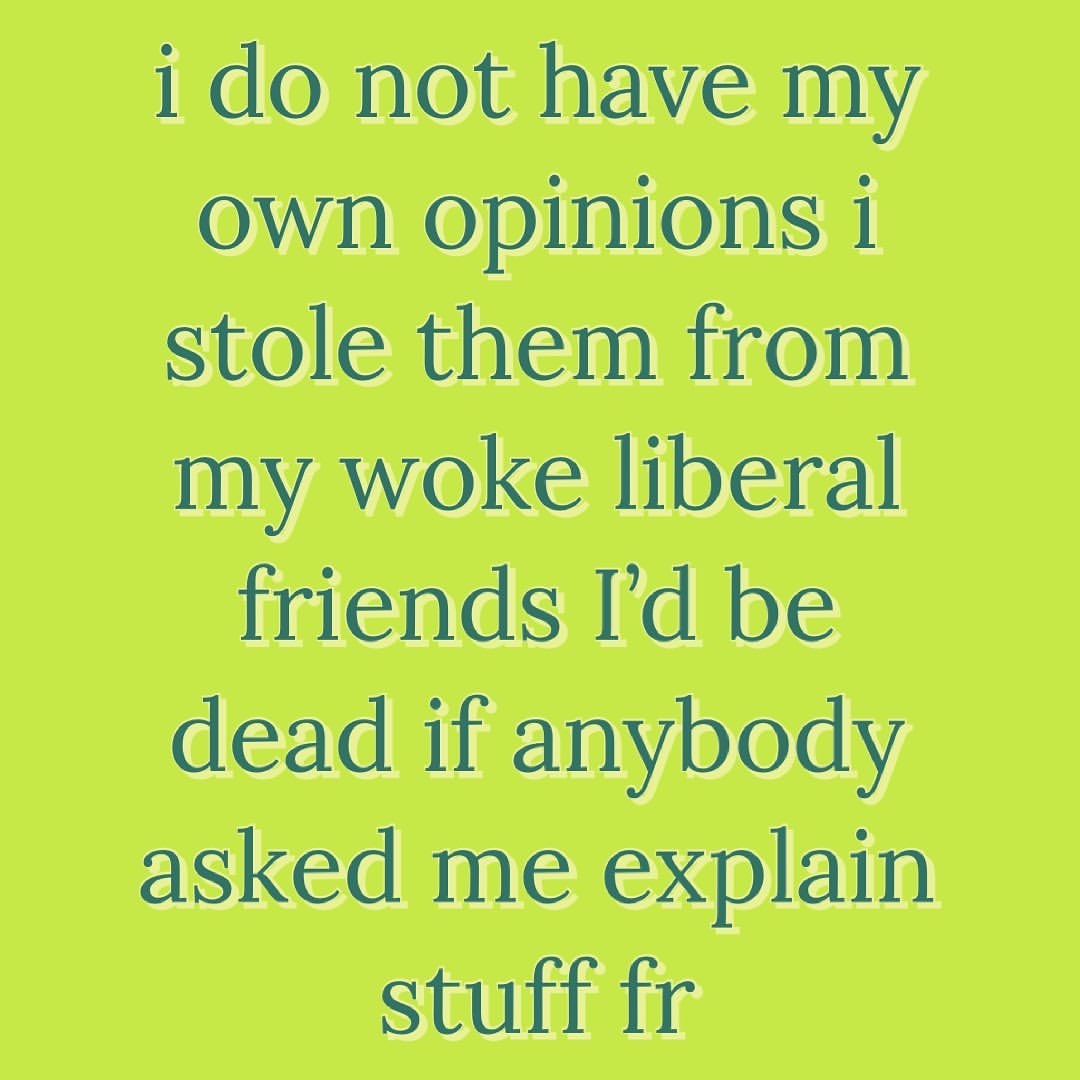 i do not have my
own opinions i
stole them from
my woke liberal
friends I’d be
dead if anybody
asked me explain
stuff fr